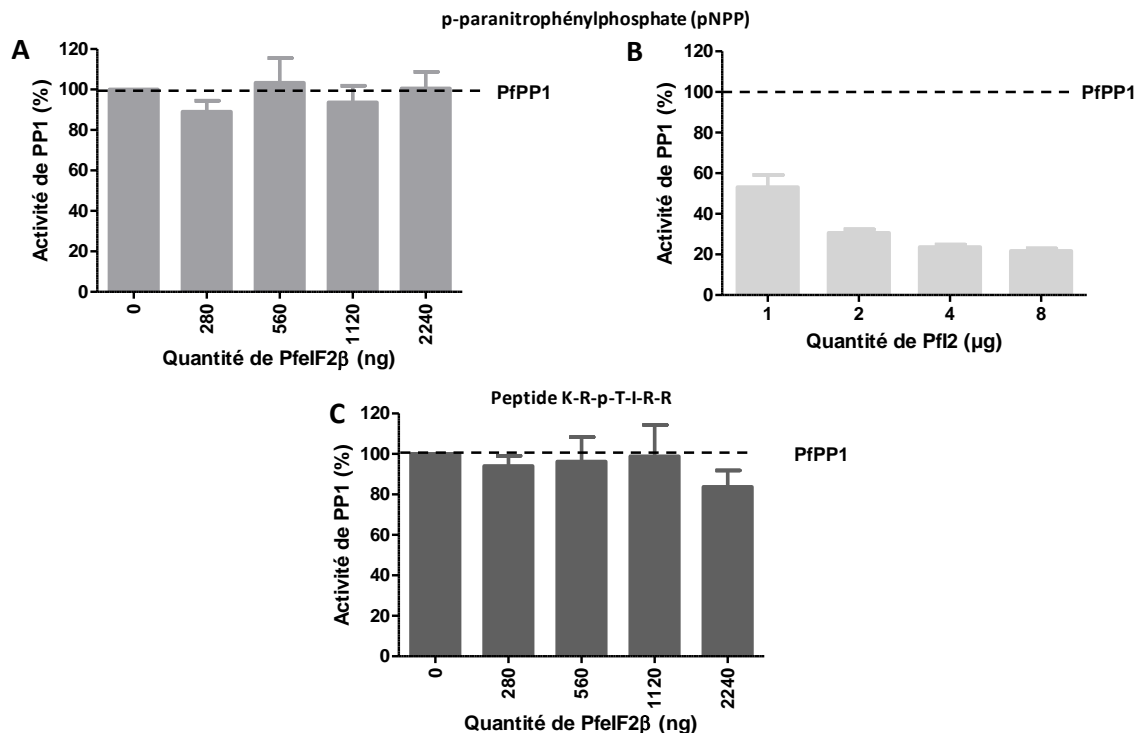 p-paranitrophénylphosphate (pNPP)
A
120
100
80
60
40
20
0
Activité de PP1 (%)
PfPP1
0
280
560
1120
2240
Quantité de PfeIF2β (ng)
B
120
100
80
60
40
20
0
Activité de PP1 (%)
PfPP1
1
2
4
8
Quantité de PfI2 (µg)
C
Peptide K-R-p-T-I-R-R
120
100
80
60
40
20
0
Activité de PP1 (%)
PfPP1
0
280
560
1120
2240
Quantité de PfeIF2β (ng)